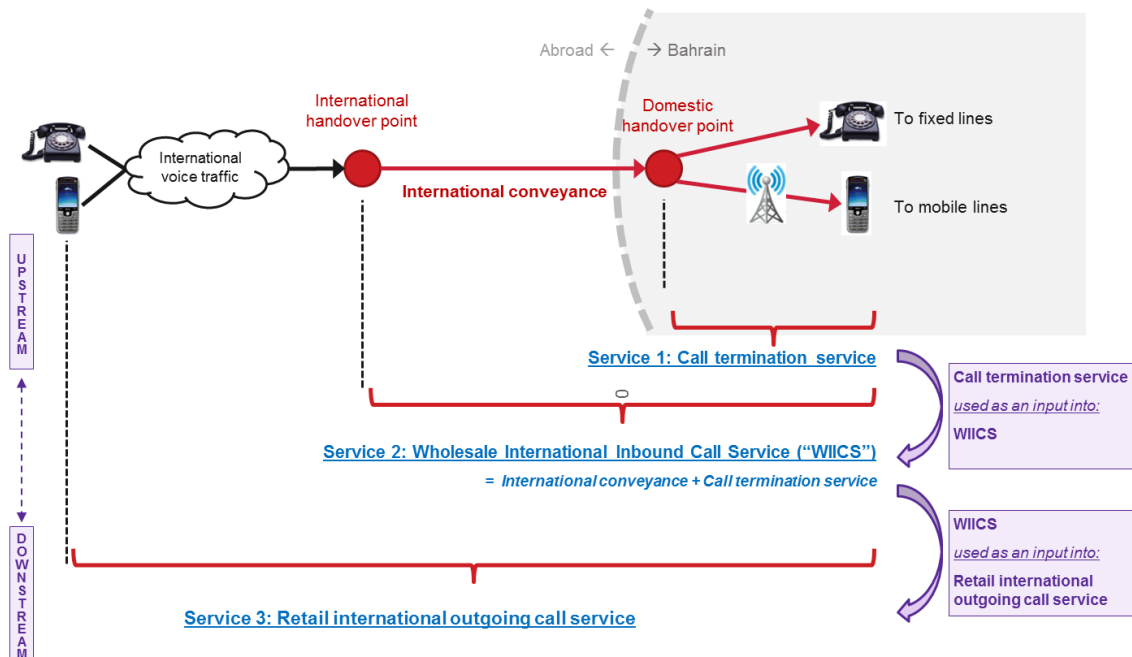 Abroad ← → Bahrain
International
handover point
Domestic
handover point
To fixed lines
International
voice traffic
International conveyance
To mobile lines
UPSTREAM
Service 1: Call termination service
Call termination service
used as an input into:
WIICS
0
Service 2: Wholesale International Inbound Call Service (“WIICS”)
= International conveyance + Call termination service
DOWNSTREAM
WIICS
used as an input into:
Retail international
outgoing call service
Service 3: Retail international outgoing call service